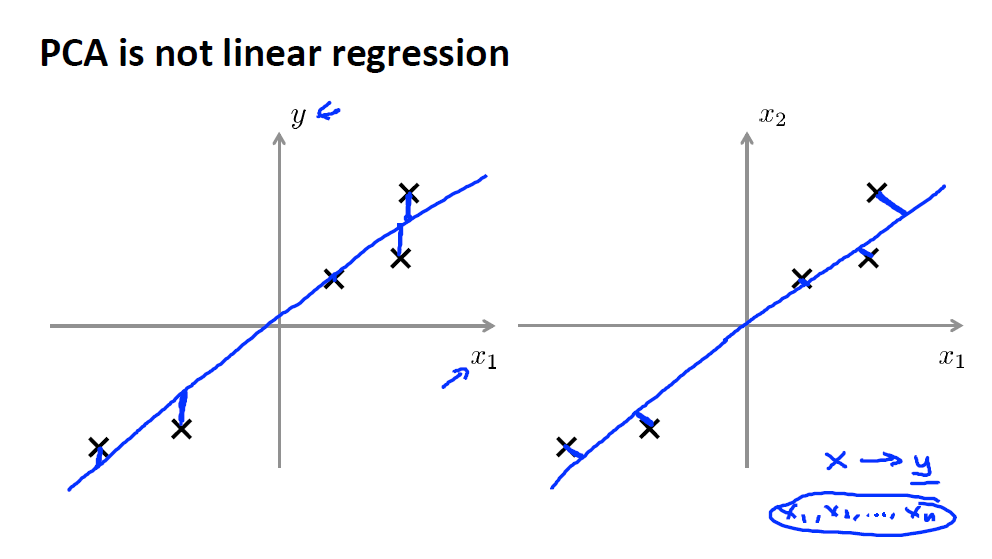 PCA is not linear regression
y
x₂
x₁
x₁
x → y
x₁, x₂, ..., xₙ